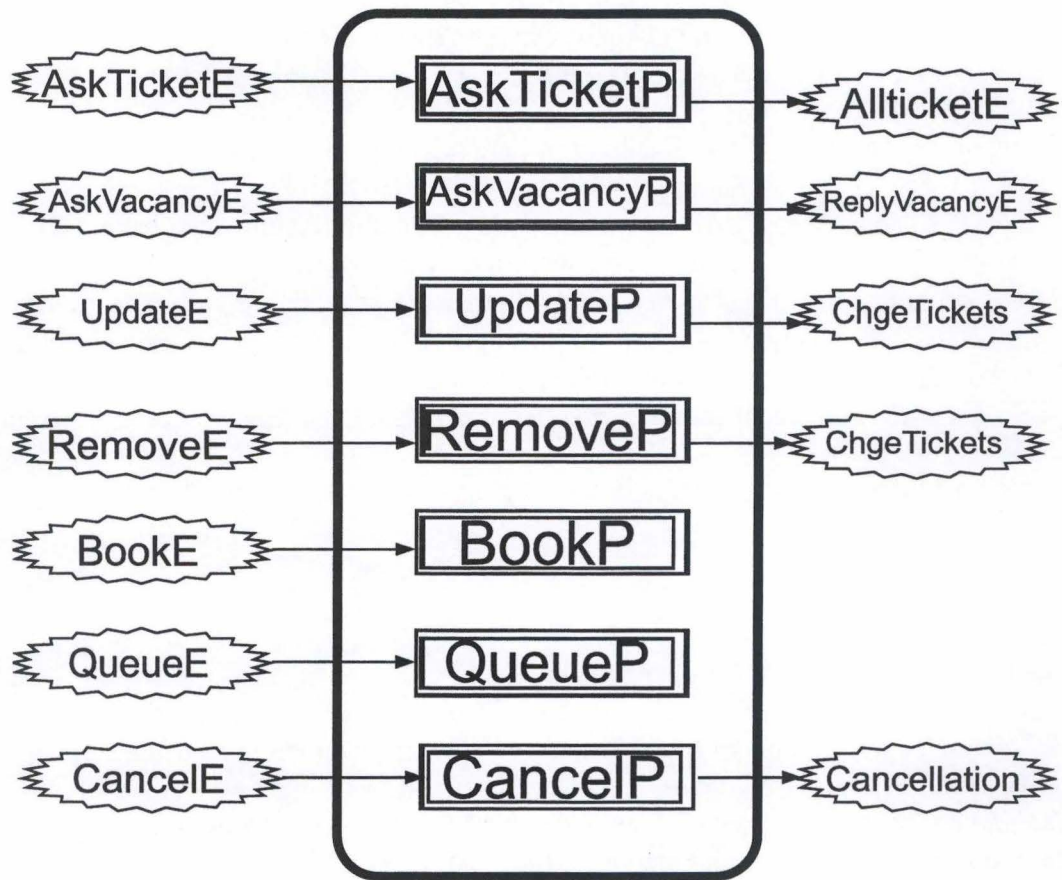 AskTicketE
AskTicketP
AllticketE
AskVacancyE
AskVacancyP
ReplyVacancyE
UpdateE
UpdateP
ChgeTickets
RemoveE
RemoveP
ChgeTickets
BookE
BookP
QueueE
QueueP
CancelE
CancelP
Cancellation